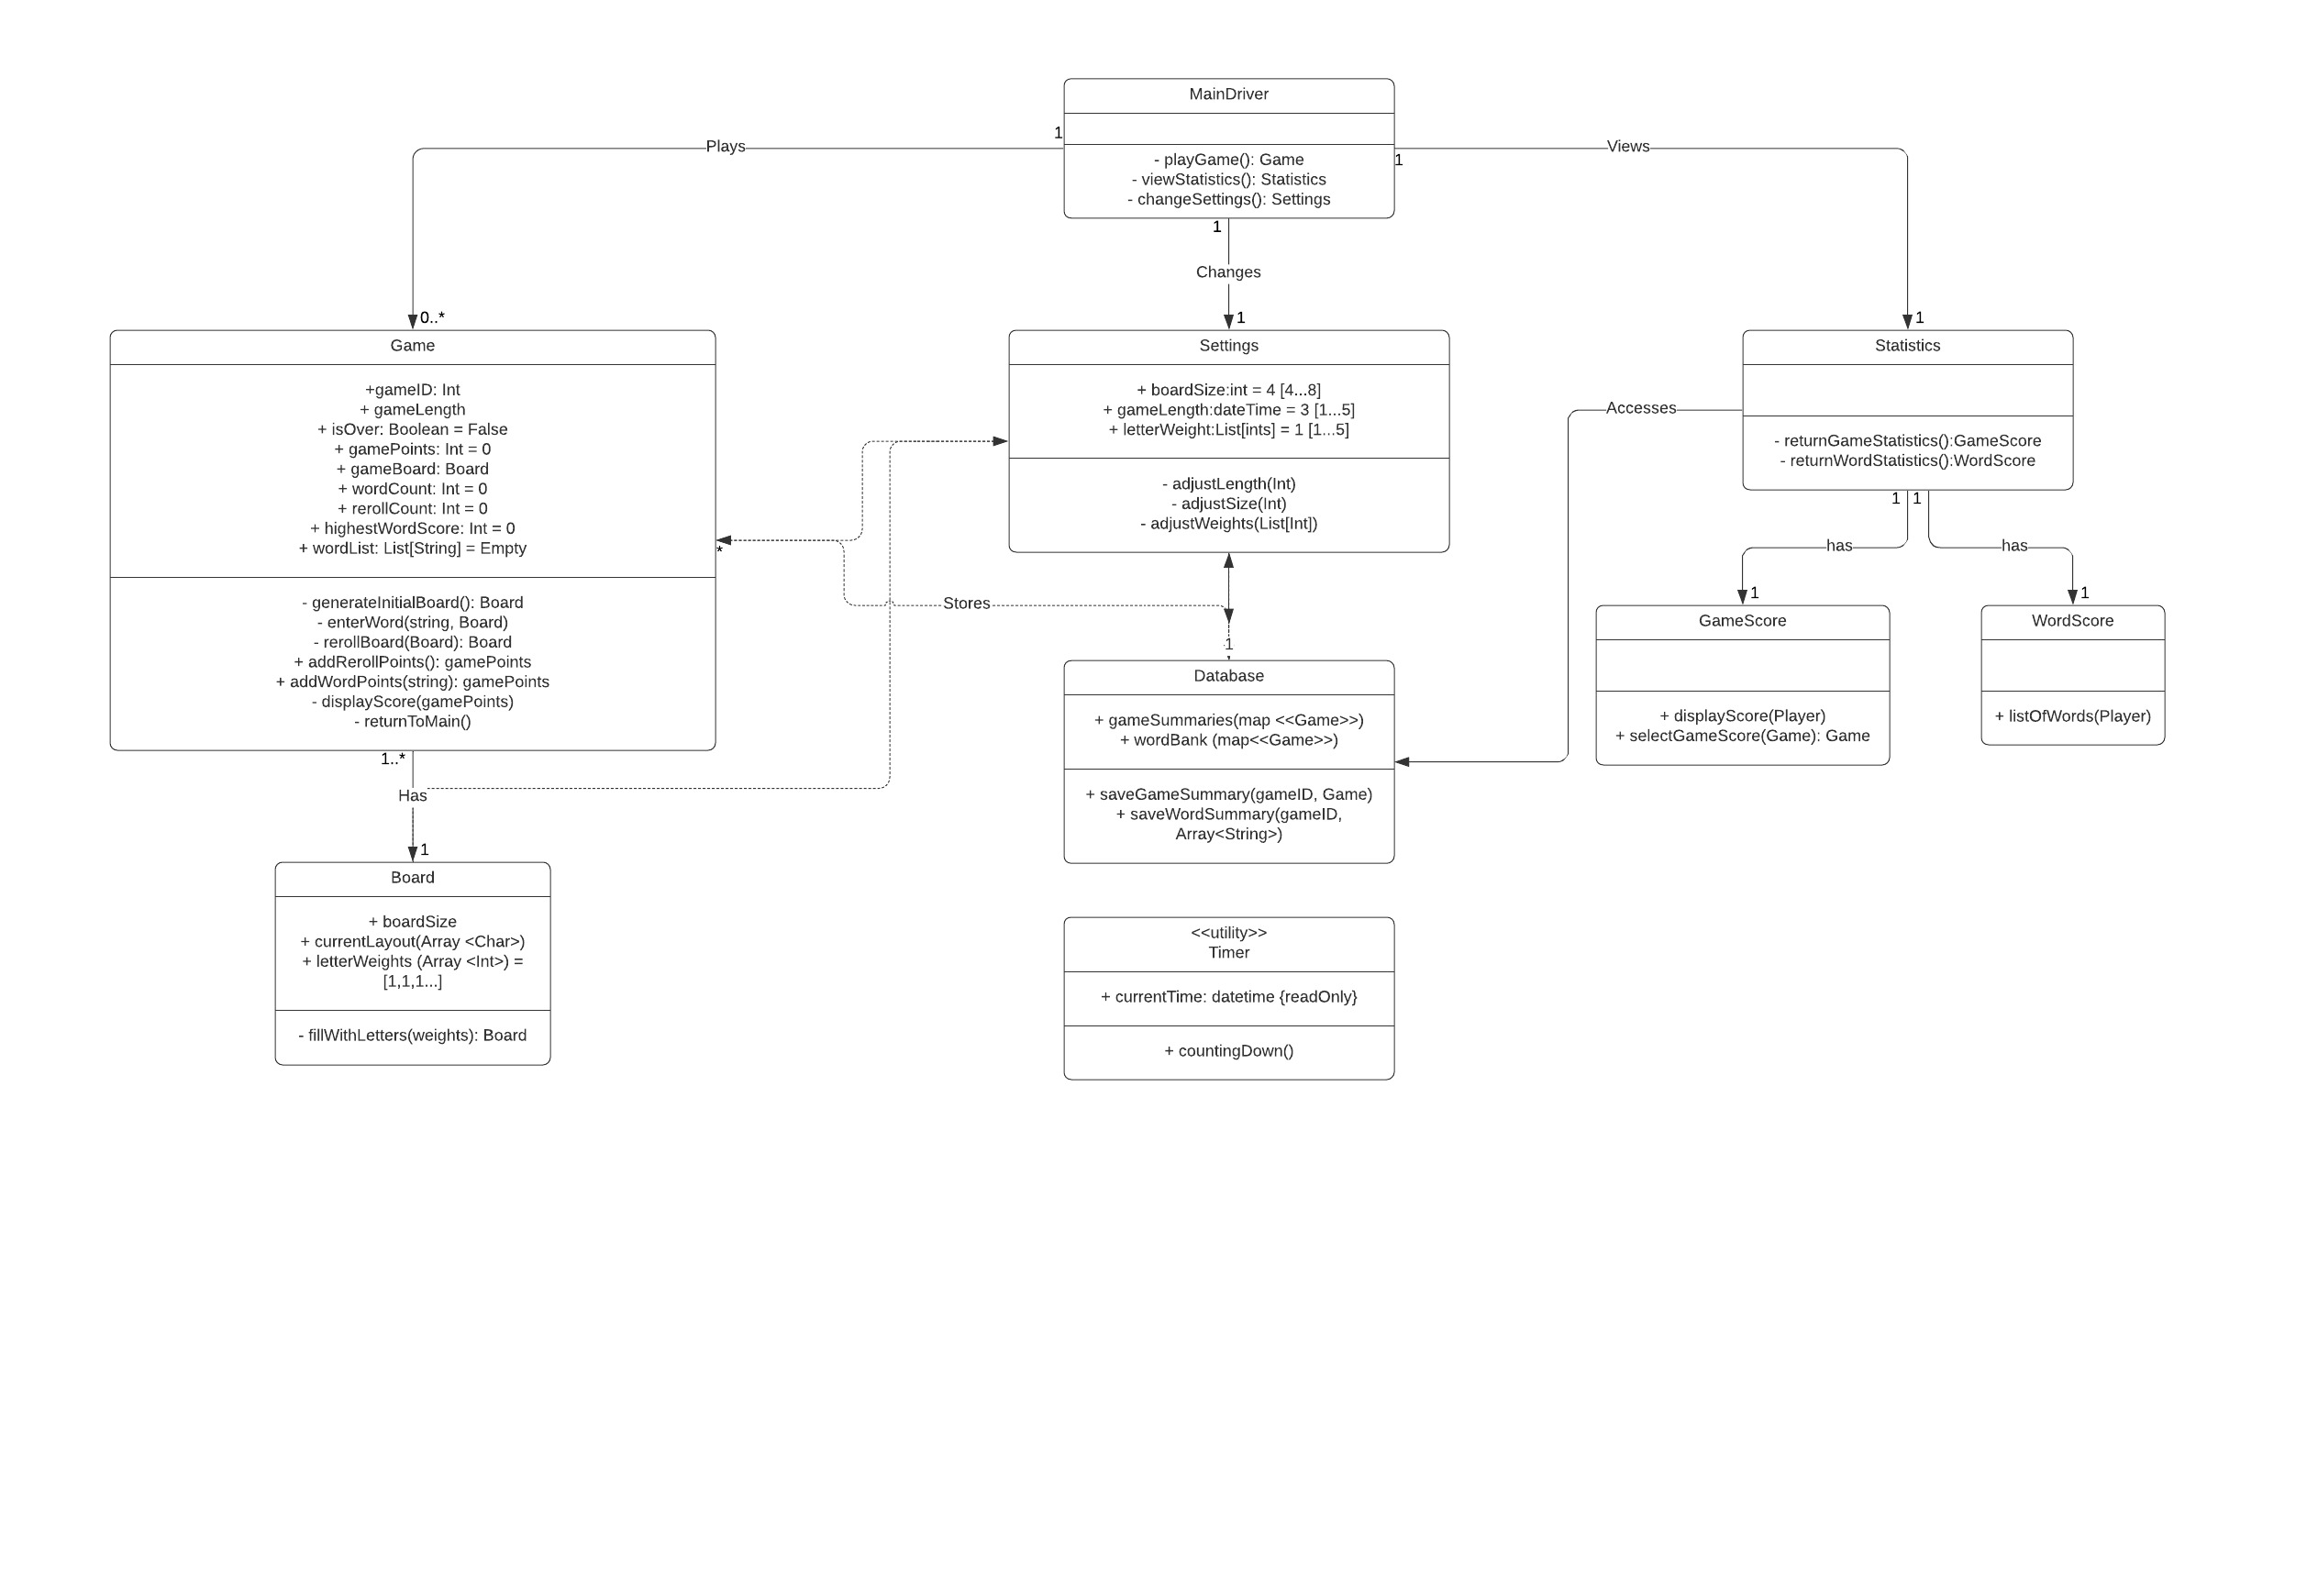 MainDriver
- playGame(): Game
- viewStatistics(): Statistics
- changeSettings(): Settings
1
Plays
0..*
1
Views
1
1
Changes
1
Game
+gameID: Int
+ gameLength
+ isOver: Boolean = False
+ gamePoints: Int = 0
+ gameBoard: Board
+ wordCount: Int = 0
+ rerollCount: Int = 0
+ highestWordScore: Int = 0
+ wordList: List[String] = Empty
- generateInitialBoard(): Board
- enterWord(string, Board)
- rerollBoard(Board): Board
+ addRerollPoints(): gamePoints
+ addWordPoints(string): gamePoints
- displayScore(gamePoints)
- returnToMain()
*
Stores
1
Settings
+ boardSize:int = 4 [4...8]
+ gameLength:dateTime = 3 [1...5]
+ letterWeight:List[ints] = 1 [1...5]
- adjustLength(Int)
- adjustSize(Int)
- adjustWeights(List[Int])
Statistics
- returnGameStatistics():GameScore
- returnWordStatistics():WordScore
Accesses
1
1
has
has
1
1
GameScore
+ displayScore(Player)
+ selectGameScore(Game): Game
WordScore
+ listOfWords(Player)
Database
+ gameSummaries(map <<Game>>)
+ wordBank (map<<Game>>)
+ saveGameSummary(gameID, Game)
+ saveWordSummary(gameID,
Array<String>)
1..*
Has
1
Board
+ boardSize
+ currentLayout(Array <Char>)
+ letterWeights (Array <Int>) =
[1,1,1...]
- fillWithLetters(weights): Board
<<utility>>
Timer
+ currentTime: datetime {readOnly}
+ countingDown()